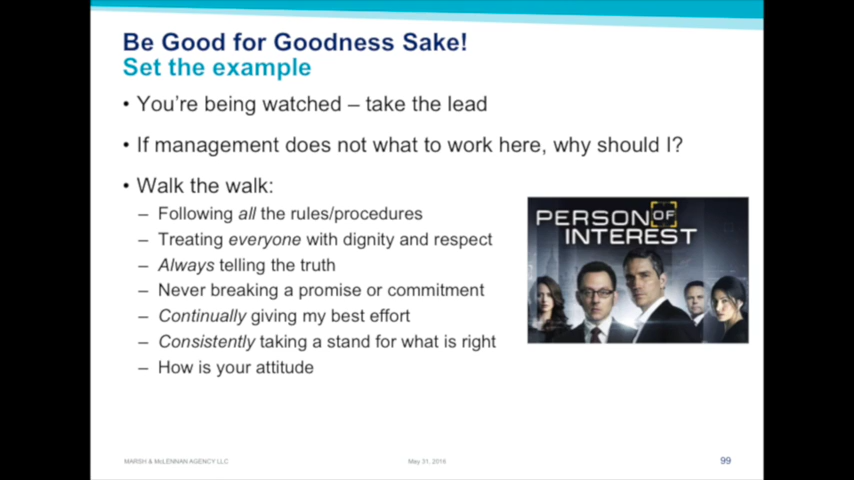 Be Good for Goodness Sake!
Set the example
• You're being watched – take the lead
• If management does not what to work here, why should I?
• Walk the walk:
– Following all the rules/procedures
– Treating everyone with dignity and respect
– Always telling the truth
– Never breaking a promise or commitment
– Continually giving my best effort
– Consistently taking a stand for what is right
– How is your attitude
PERSON OF
INTEREST
MARSH & McLENNAN AGENCY LLC
May 31, 2016
99